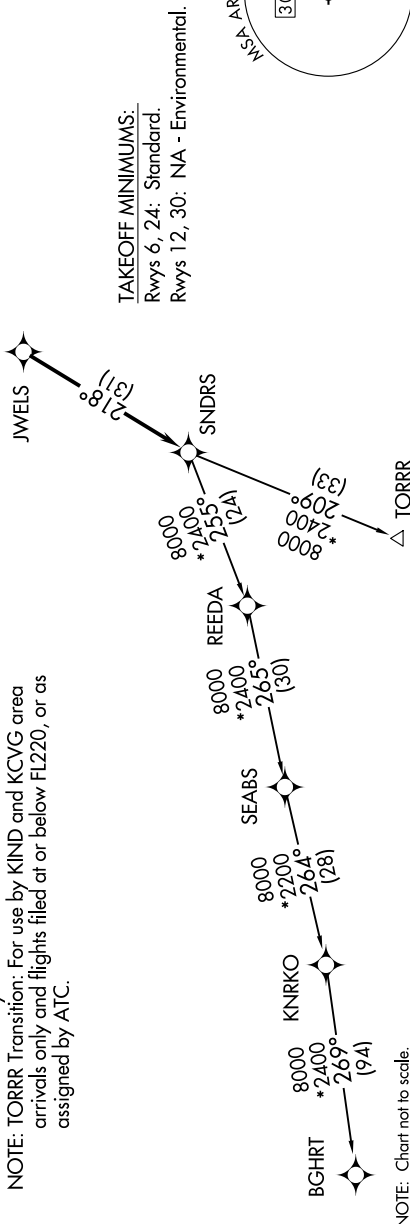 NOTE: TORRR Transition: For use by KIND and KCVG area
arrivals only and flights filed at or below FL220, or as
assigned by ATC.
TAKEOFF MINIMUMS:
Rwys 6, 24: Standard.
Rwys 12, 30: NA - Environmental.
MSA AR
30
JWELS
218°
(31)
SNDRS
8000
*2400
255°
(24)
REEDA
8000
*2400
265°
(30)
SEABS
8000
*2200
264°
(28)
KNRKO
8000
*2400
269°
(94)
BGHRT
8000
*2400
209°
(33)
TORRR
NOTE: Chart not to scale.